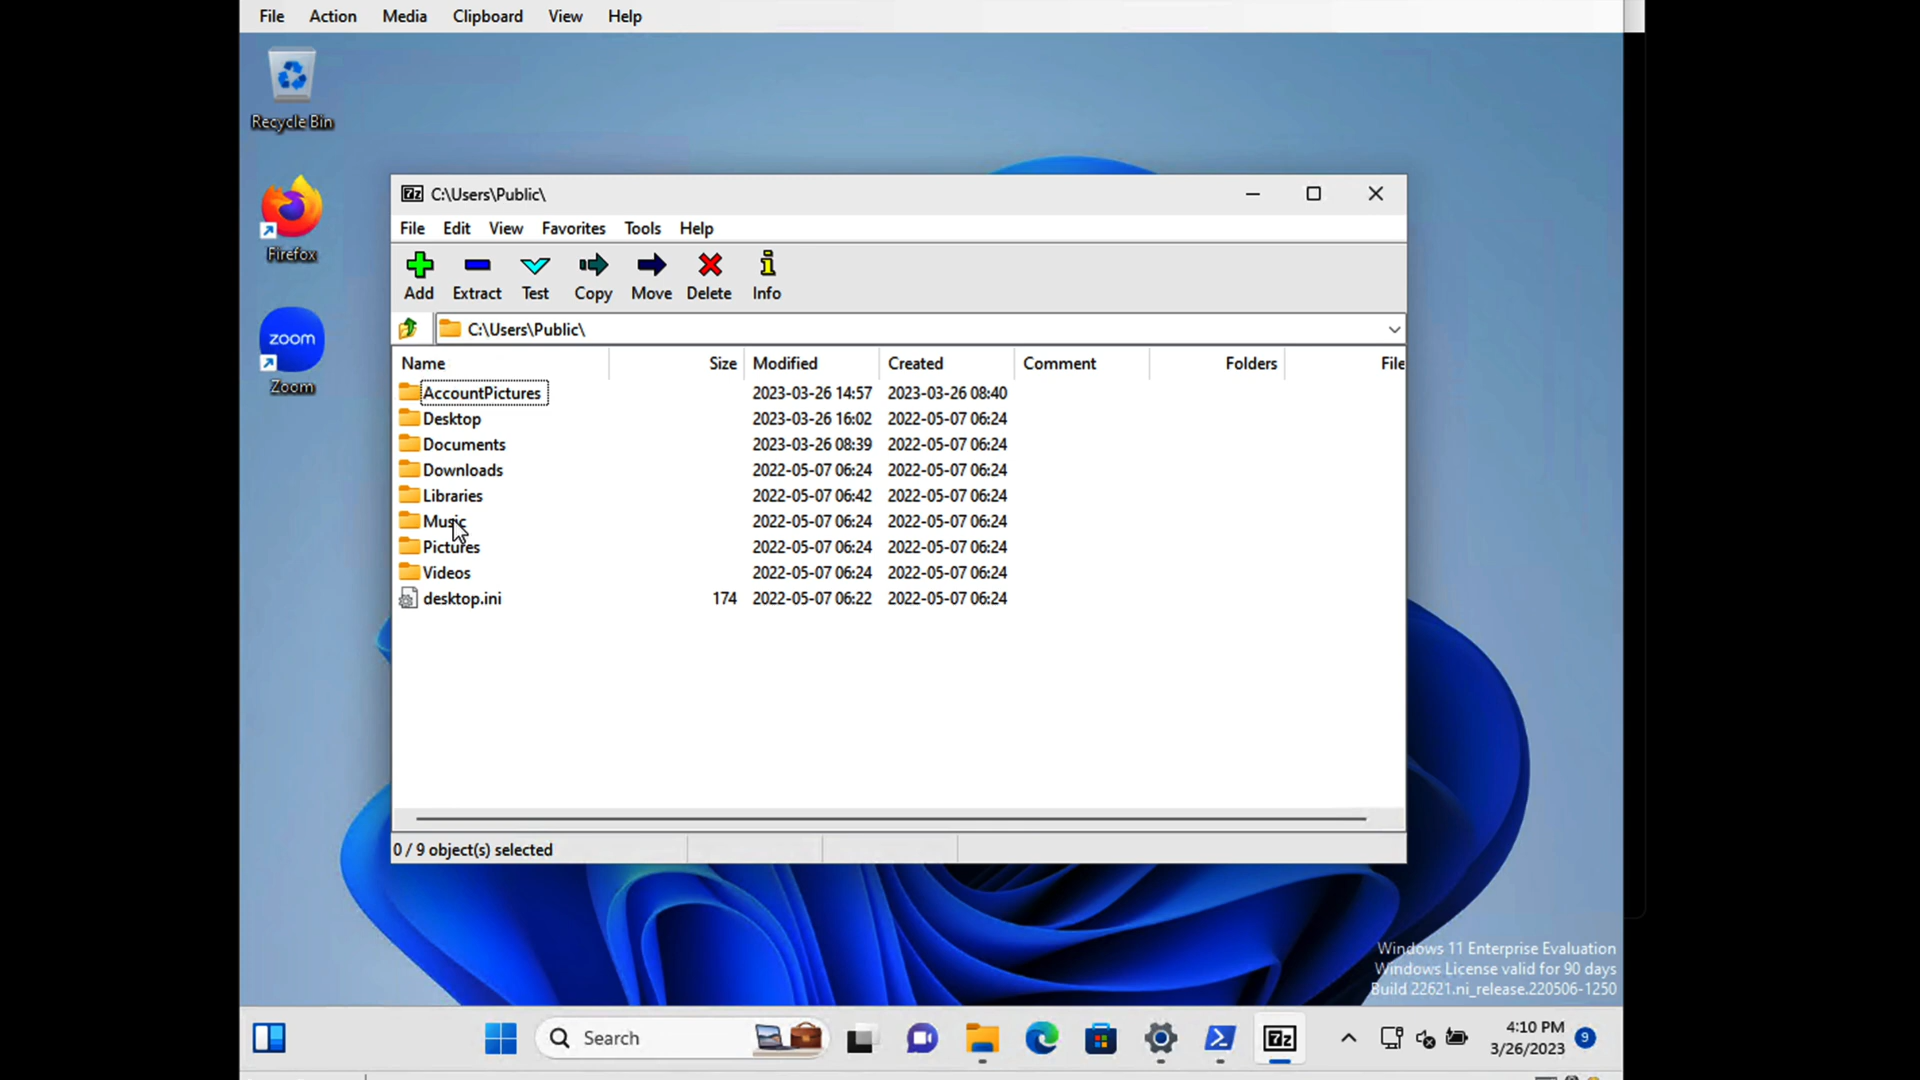 File Action Media Clipboard View Help
Recycle Bin
Firefox
zoom
Zoom
7z C:\Users\Public\
File Edit View Favorites Tools Help
Add Extract Test Copy Move Delete Info
C:\Users\Public\
Name Size Modified Created Comment Folders File
AccountPictures 2023-03-26 14:57 2023-03-26 08:40
Desktop 2023-03-26 16:02 2022-05-07 06:24
Documents 2023-03-26 08:39 2022-05-07 06:24
Downloads 2022-05-07 06:24 2022-05-07 06:24
Libraries 2022-05-07 06:42 2022-05-07 06:24
Music 2022-05-07 06:24 2022-05-07 06:24
Pictures 2022-05-07 06:24 2022-05-07 06:24
Videos 2022-05-07 06:24 2022-05-07 06:24
desktop.ini 174 2022-05-07 06:22 2022-05-07 06:24
0 / 9 object(s) selected
Windows 11 Enterprise Evaluation
Windows License valid for 90 days
Build 22621.ni_release.220506-1250
Search 7z 4:10 PM 9
3/26/2023